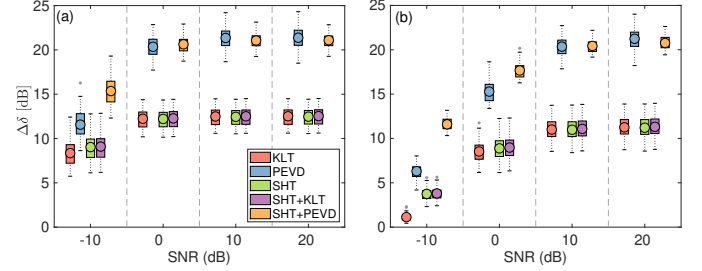 (a)
(b)
25
20
15
10
5
0
Δδ [dB]
KLT
PEVD
SHT
SHT+KLT
SHT+PEVD
-10 0 10 20
SNR (dB)
25
20
15
10
5
0
-10 0 10 20
SNR (dB)